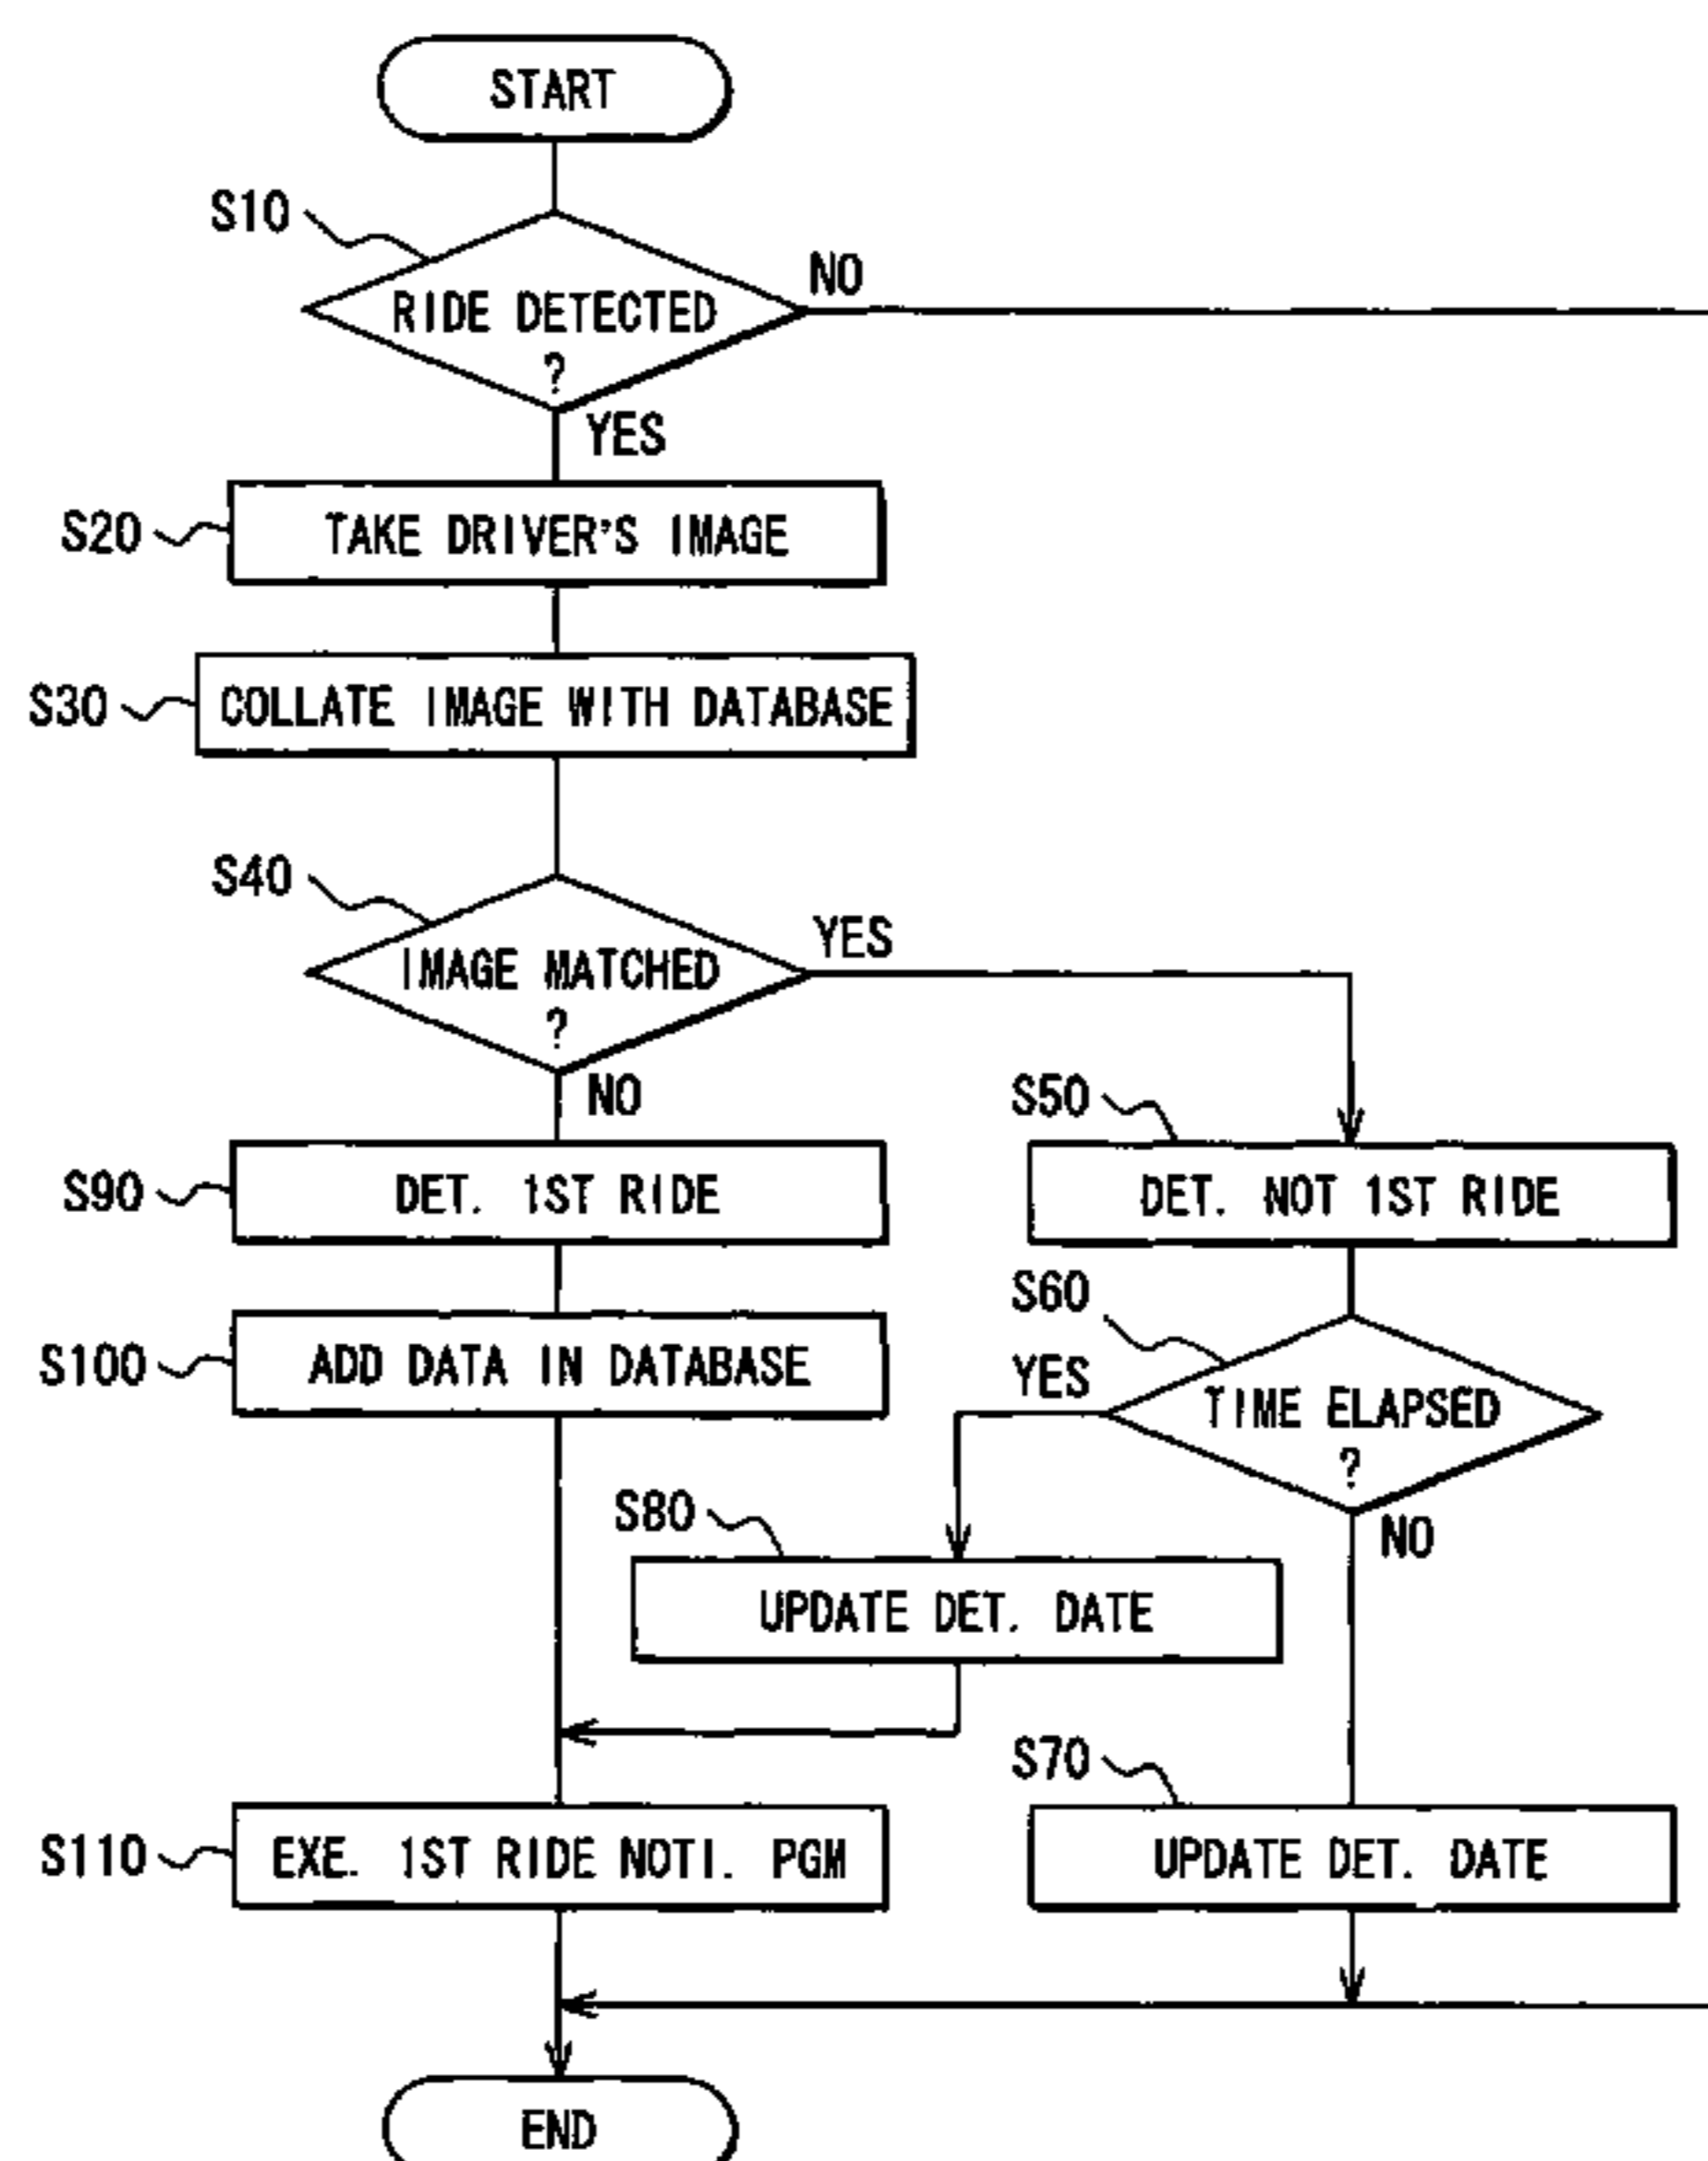 START
S10
RIDE DETECTED
?
NO
YES
S20
TAKE DRIVER'S IMAGE
S30
COLLATE IMAGE WITH DATABASE
S40
IMAGE MATCHED
?
YES
NO
S50
S90
DET. 1ST RIDE
DET. NOT 1ST RIDE
S60
S100
ADD DATA IN DATABASE
YES
TIME ELAPSED
?
NO
S80
UPDATE DET. DATE
S70
S110
EXE. 1ST RIDE NOTI. PGM
UPDATE DET. DATE
END